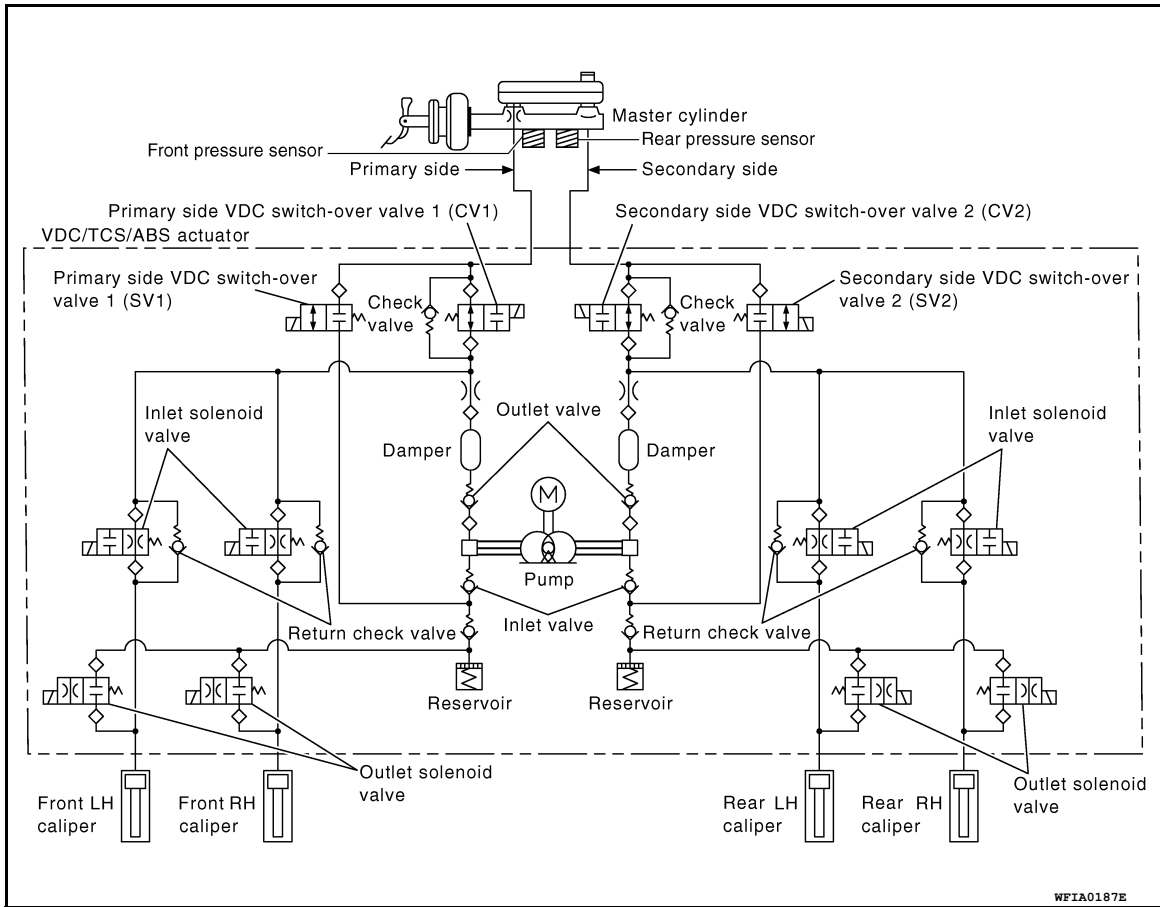 Master cylinder
Front pressure sensor
Rear pressure sensor
Primary side
Secondary side
Primary side VDC switch-over valve 1 (CV1)
Secondary side VDC switch-over valve 2 (CV2)
VDC/TCS/ABS actuator
Primary side VDC switch-over
valve 1 (SV1)
Check
valve
Check
valve
Secondary side VDC switch-over
valve 2 (SV2)
Inlet solenoid
valve
Outlet valve
Inlet solenoid
valve
Damper
Damper
M
Pump
Return check valve
Inlet valve
Return check valve
Reservoir
Reservoir
Outlet solenoid
valve
Outlet solenoid
valve
Front LH
caliper
Front RH
caliper
Rear LH
caliper
Rear RH
caliper
WFIA0187E